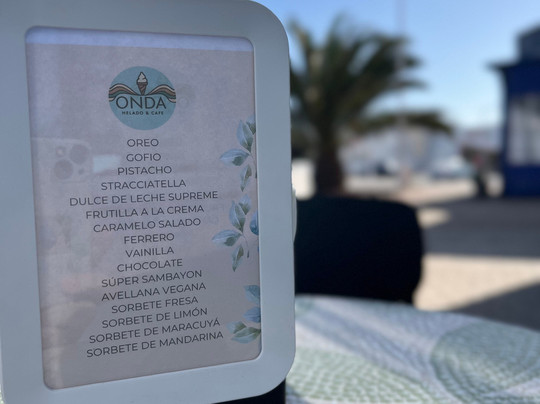 ONDA
HELADO & CAFE
OREO
GOFIO
PISTACHO
STRACCIATELLA
DULCE DE LECHE SUPREME
FRUTILLA A LA CREMA
CARAMELO SALADO
FERRERO
VAINILLA
CHOCOLATE
SÚPER SAMBAYON
AVELLANA VEGANA
SORBETE FRESA
SORBETE DE LIMÓN
SORBETE DE MARACUYÁ
SORBETE DE MANDARINA